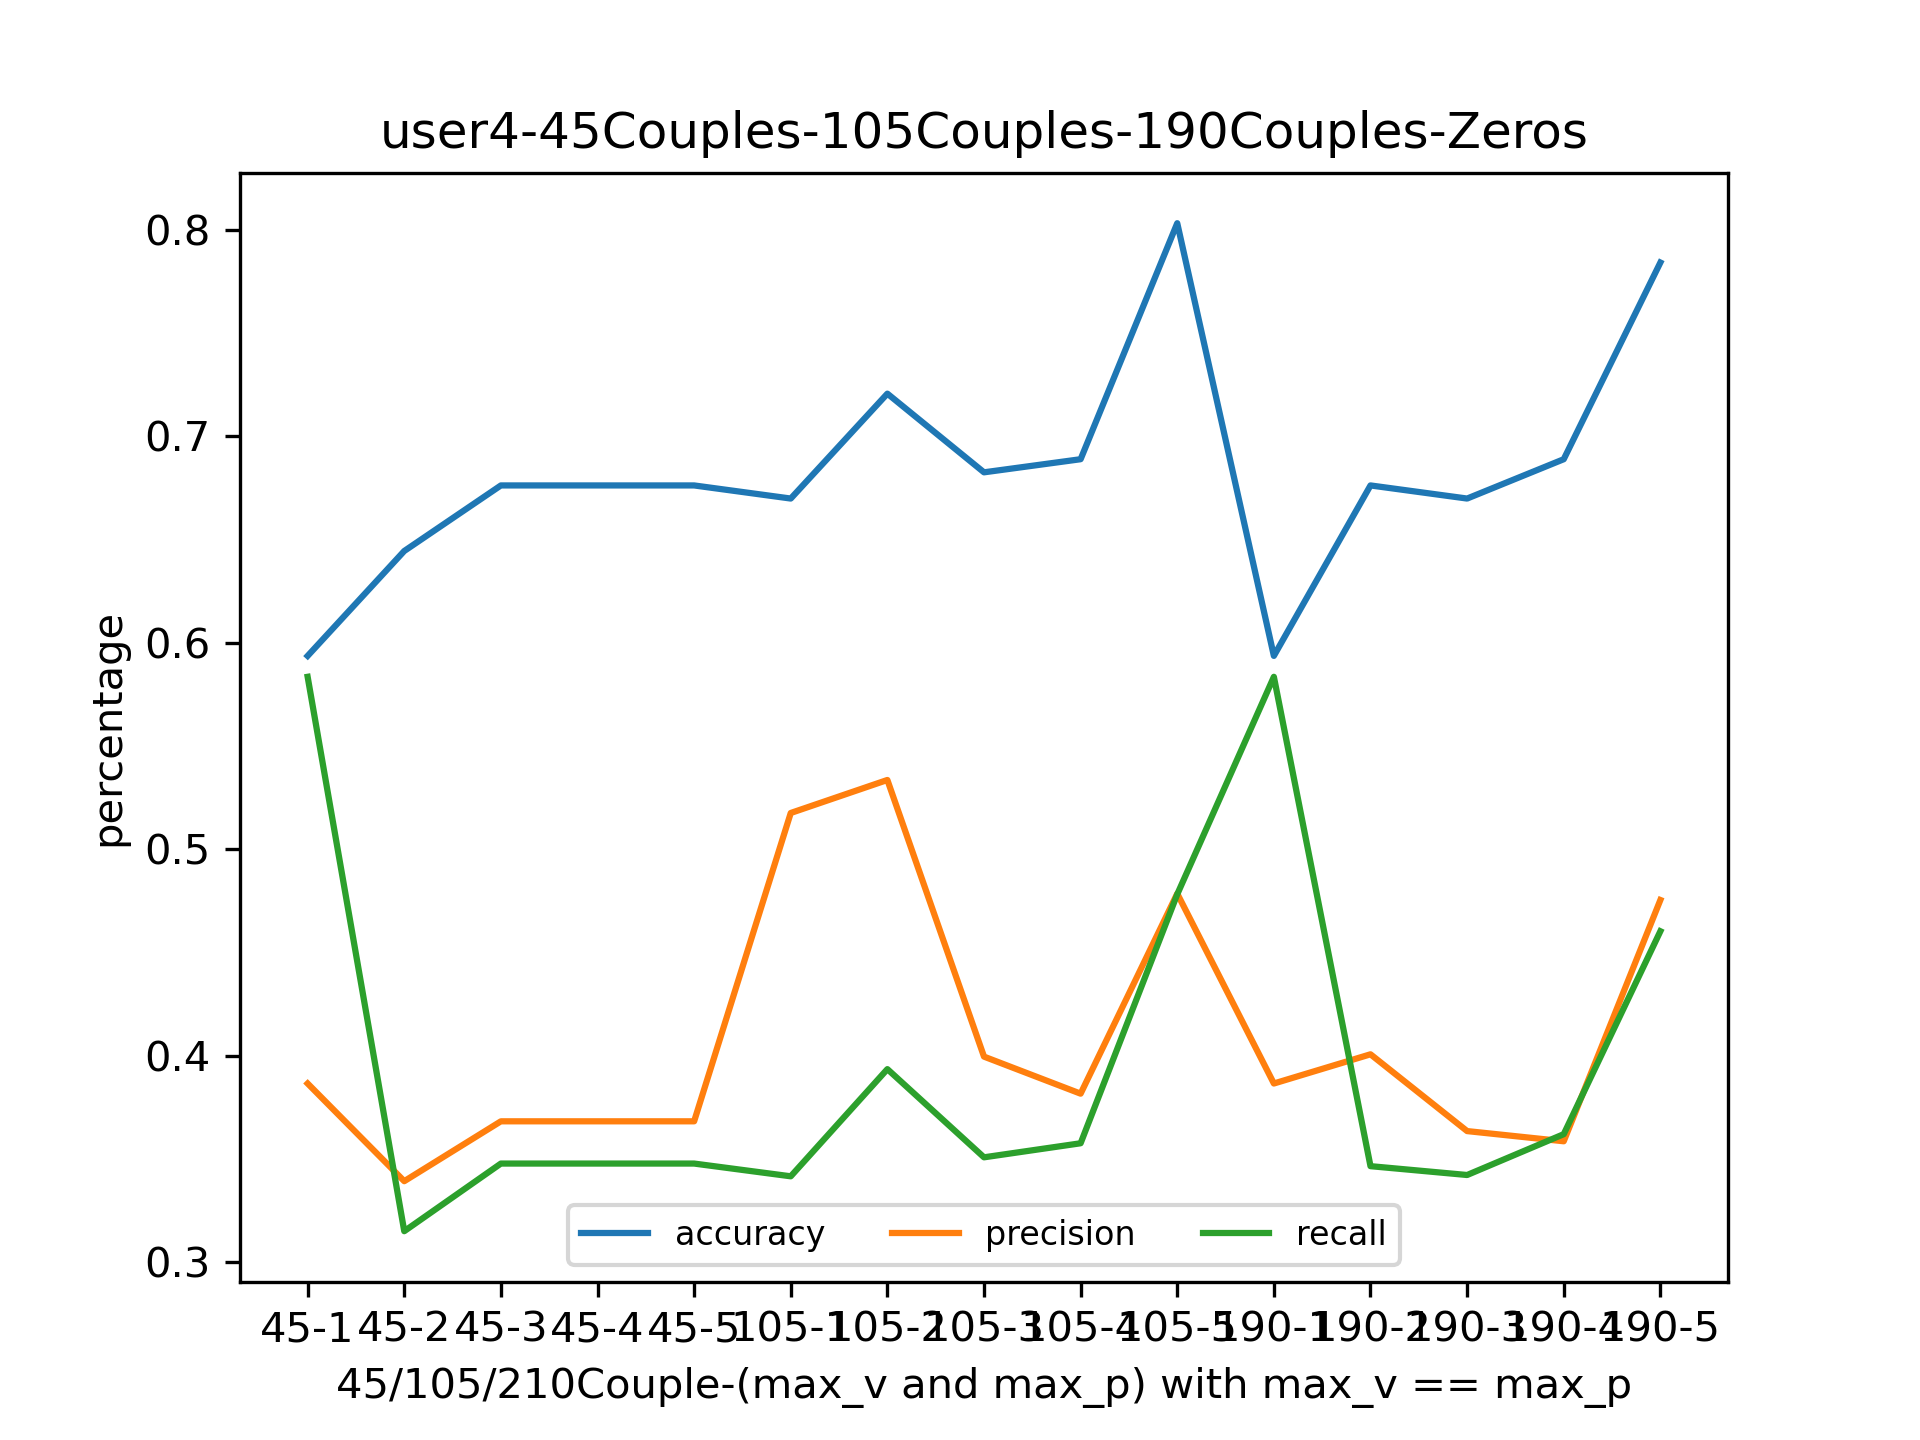 user4-45Couples-105Couples-190Couples-Zeros
0.8
0.7
0.6
0.5
0.4
0.3
percentage
accuracy precision recall
45-1 45-2 45-3 45-4 45-5 105-1 105-2 105-3 105-4 105-5 190-1 190-2 190-3 190-4 190-5
45/105/210Couple-(max_v and max_p) with max_v == max_p